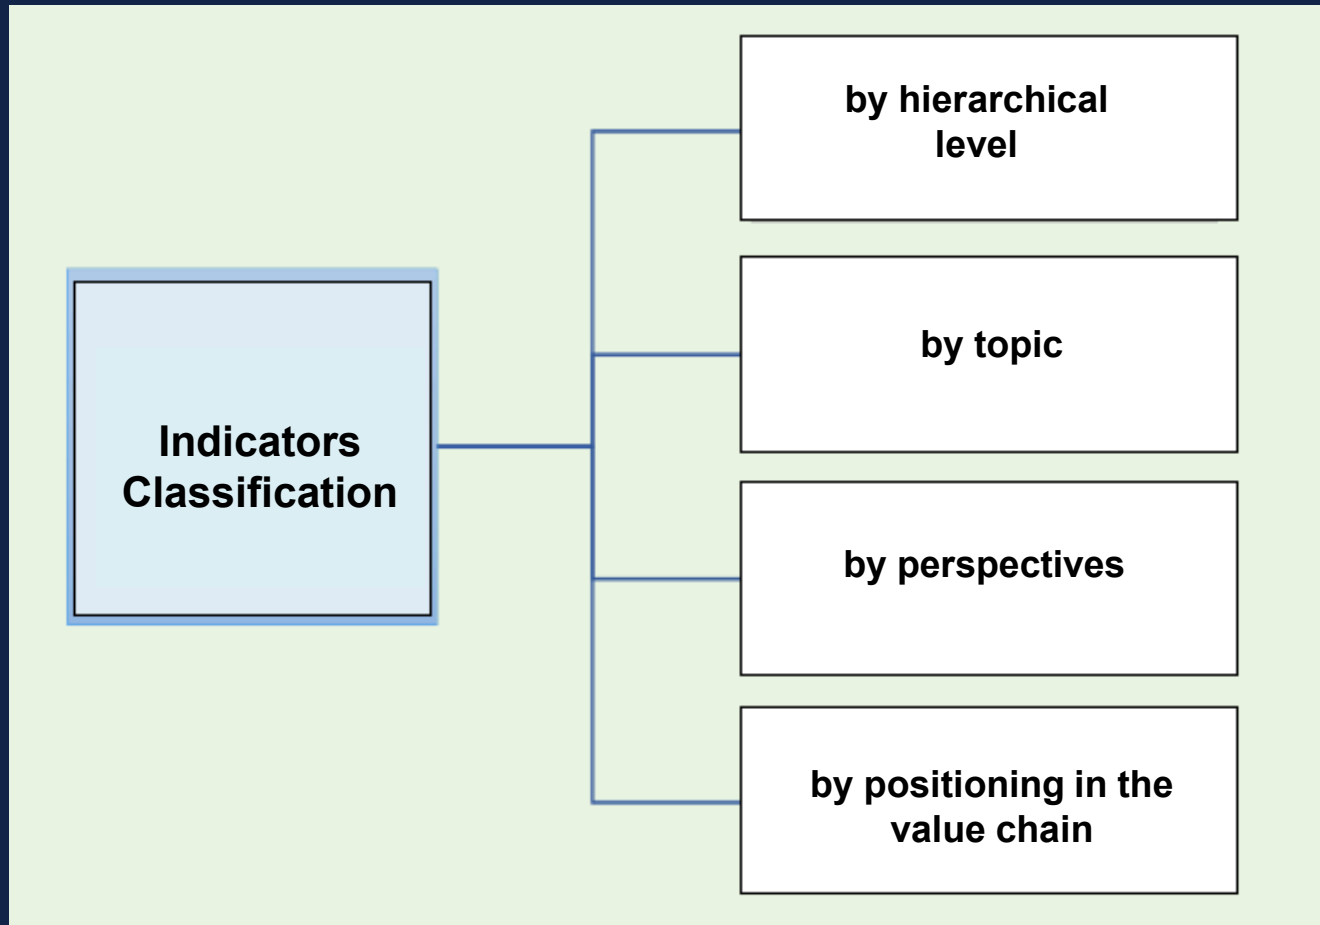 by hierarchical
level
by topic
Indicators
Classification
by perspectives
by positioning in the
value chain